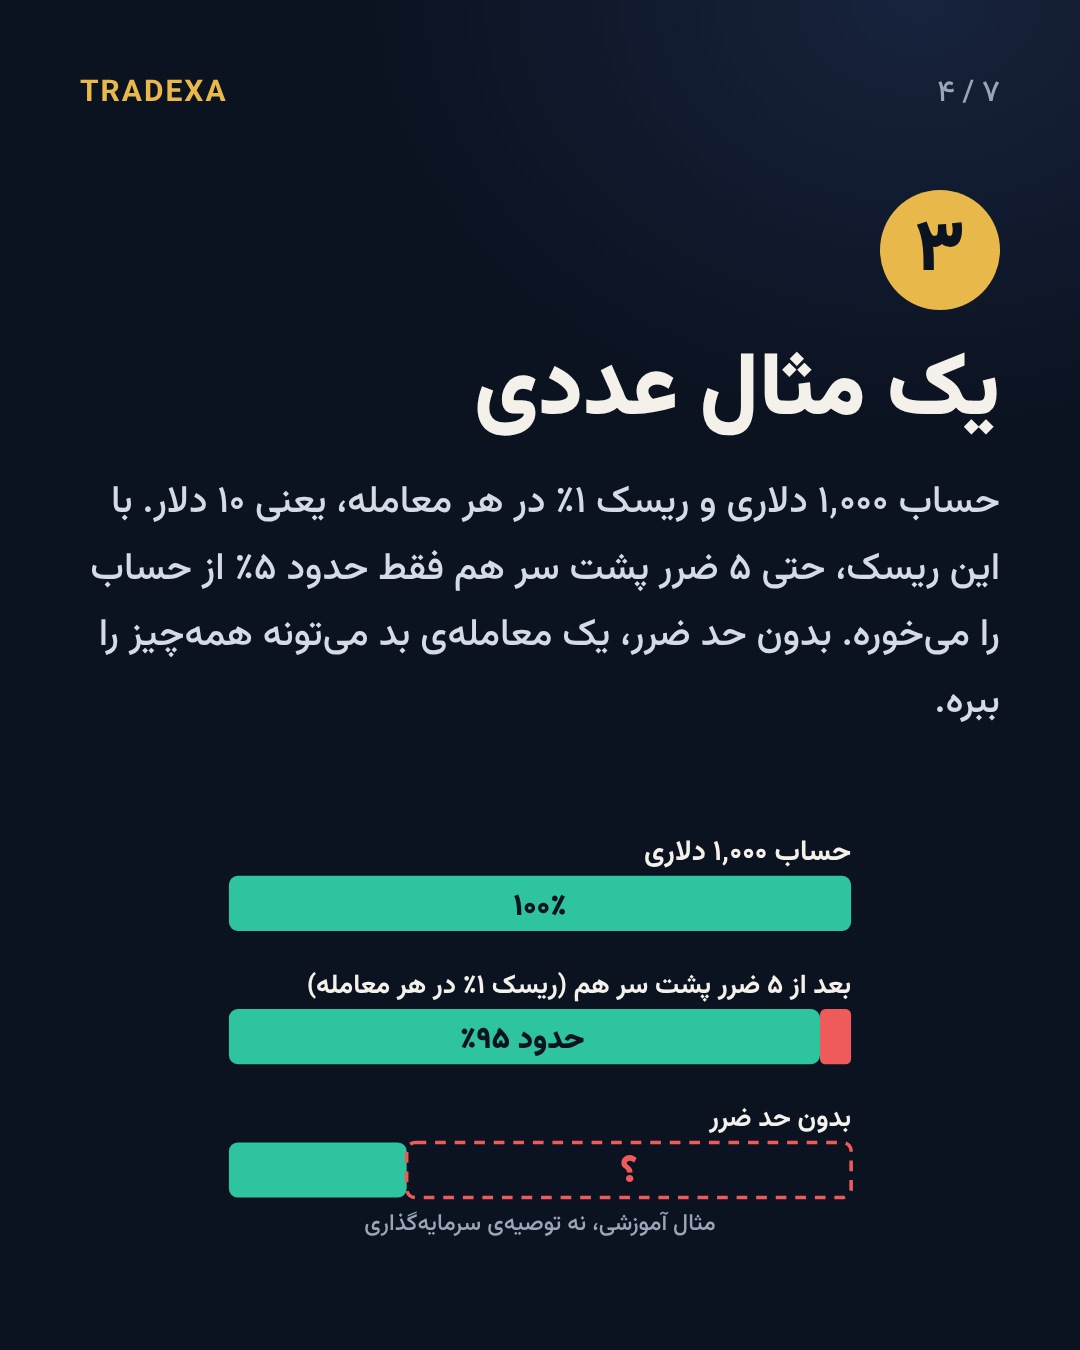 TRADEXA
۴ / ۷
۳
یک مثال عددی
حساب ۱,۰۰۰ دلاری و ریسک ۱٪ در هر معامله، یعنی ۱۰ دلار. با
این ریسک، حتی ۵ ضرر پشت سر هم فقط حدود ۵٪ از حساب
را می‌خوره. بدون حد ضرر، یک معامله‌ی بد می‌تونه همه‌چیز را
ببره.
حساب ۱,۰۰۰ دلاری
۱۰۰٪
بعد از ۵ ضرر پشت سر هم (ریسک ۱٪ در هر معامله)
حدود ۹۵٪
بدون حد ضرر
؟
مثال آموزشی، نه توصیه‌ی سرمایه‌گذاری